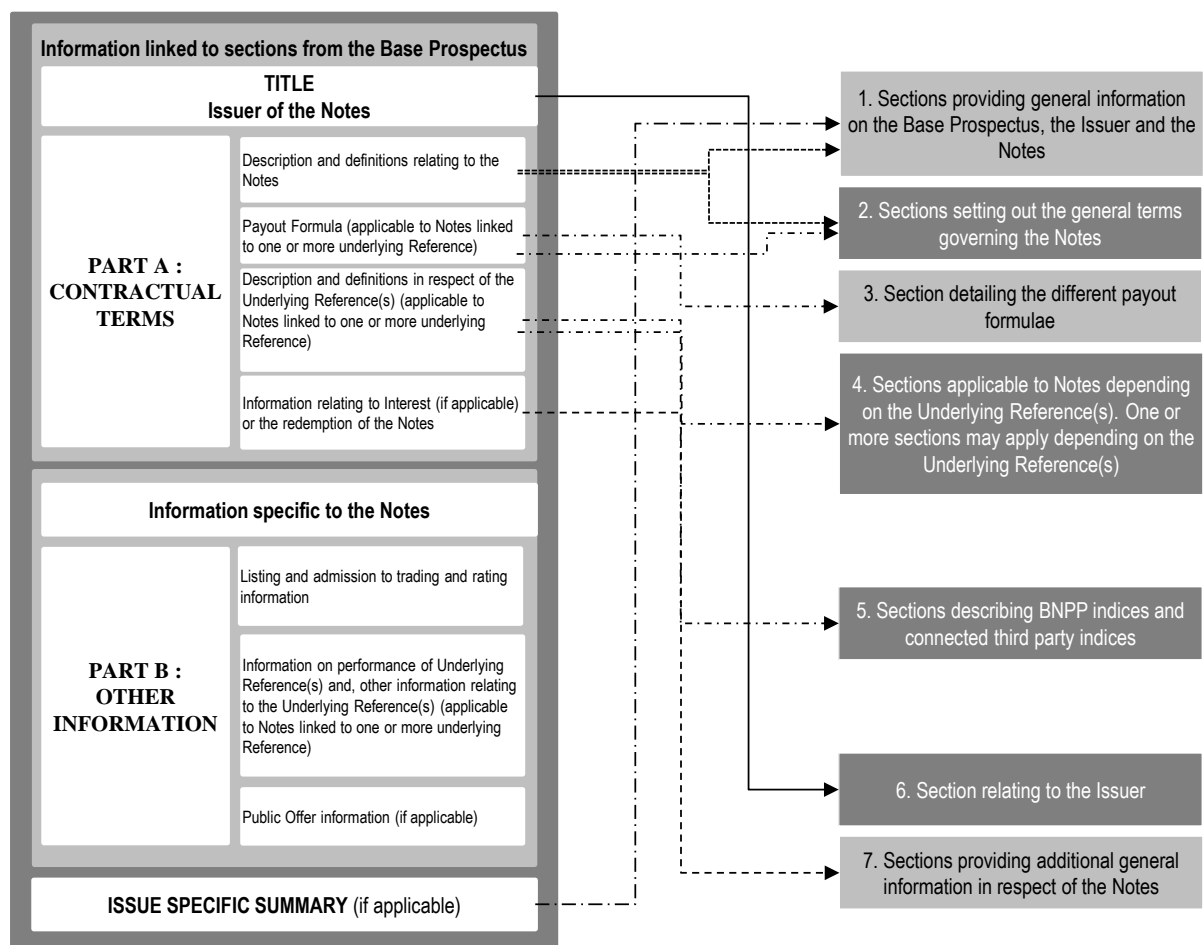 Information linked to sections from the Base Prospectus
TITLE
Issuer of the Notes
PART A :
CONTRACTUAL
TERMS
Description and definitions relating to the
Notes
Payout Formula (applicable to Notes linked
to one or more underlying Reference)
Description and definitions in respect of the
Underlying Reference(s) (applicable to
Notes linked to one or more underlying
Reference)
Information relating to Interest (if applicable)
or the redemption of the Notes
Information specific to the Notes
PART B :
OTHER
INFORMATION
Listing and admission to trading and rating
information
Information on performance of Underlying
Reference(s) and, other information relating
to the Underlying Reference(s) (applicable
to Notes linked to one or more underlying
Reference)
Public Offer information (if applicable)
ISSUE SPECIFIC SUMMARY (if applicable)
1. Sections providing general information
on the Base Prospectus, the Issuer and the
Notes
2. Sections setting out the general terms
governing the Notes
3. Section detailing the different payout
formulae
4. Sections applicable to Notes depending
on the Underlying Reference(s). One or
more sections may apply depending on the
Underlying Reference(s)
5. Sections describing BNPP indices and
connected third party indices
6. Section relating to the Issuer
7. Sections providing additional general
information in respect of the Notes